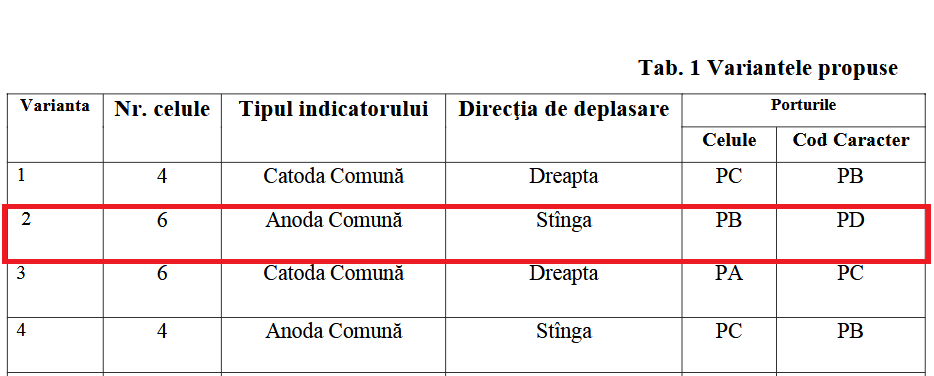 Tab. 1 Variantele propuse
Varianta Nr. celule Tipul indicatorului Direcţia de deplasare Porturile
Celule Cod Caracter
1 4 Catoda Comună Dreapta PC PB
2 6 Anoda Comună Stînga PB PD
3 6 Catoda Comună Dreapta PA PC
4 4 Anoda Comună Stînga PC PB